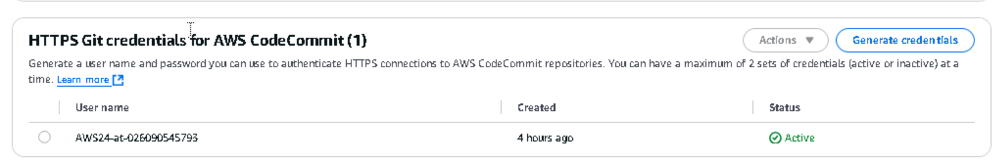 HTTPS Git credentials for AWS CodeCommit (1)
Actions
Generate credentials
Generate a user name and password you can use to authenticate HTTPS connections to AWS CodeCommit repositories. You can have a maximum of 2 sets of credentials (active or inactive) at a
time. Learn more
User name
Created
Status
AWS24-at-026090545793
4 hours ago
Active